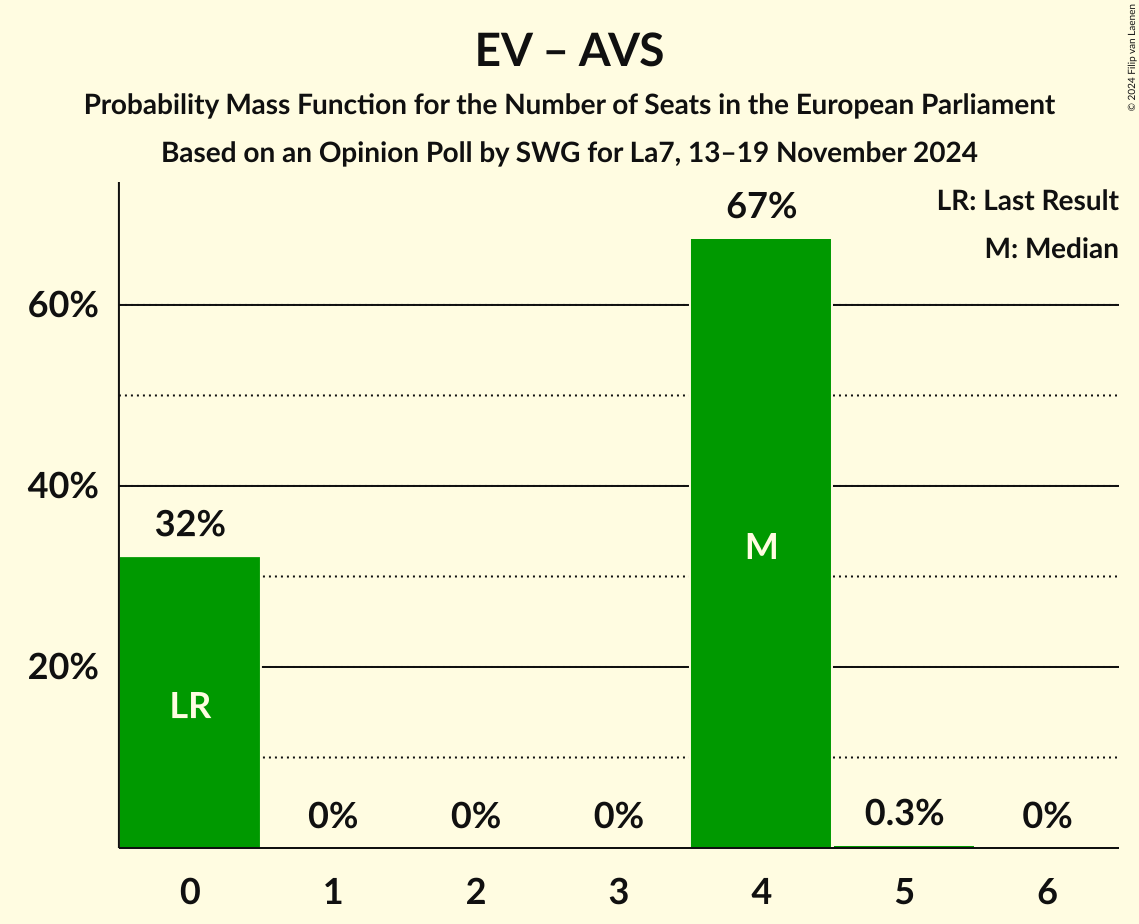 EV – AVS
Probability Mass Function for the Number of Seats in the European Parliament
Based on an Opinion Poll by SWG for La7, 13–19 November 2024
© 2024 Filip van Laenen
LR: Last Result
M: Median
60%
40%
20%
32%
0%
0%
0%
67%
0.3%
0%
LR
M
0
1
2
3
4
5
6